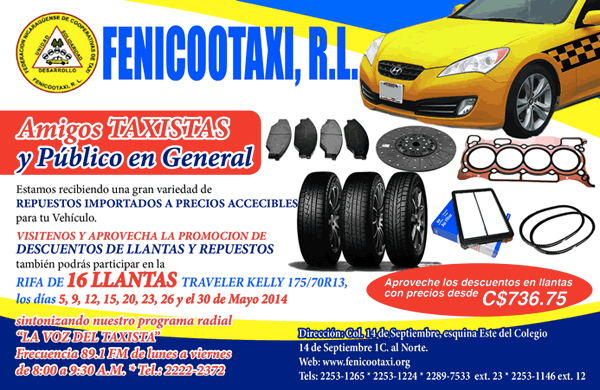 FEDERACIÓN NICARAGÜENSE DE COOPERATIVAS DE TAXI
UNIDAD SOLIDARIDAD
DESARROLLO
FENICOOTAXI, R.L.
FENICOOTAXI, R.L.
Amigos TAXISTAS
y Público en General
Estamos recibiendo una gran variedad de
REPUESTOS IMPORTADOS A PRECIOS ACCECIBLES
para tu Vehículo.
VISITENOS Y APROVECHA LA PROMOCION DE
DESCUENTOS DE LLANTAS Y REPUESTOS
también podrás participar en la
RIFA DE 16 LLANTAS TRAVELER KELLY 175/70R13,
los días 5, 9, 12, 15, 20, 23, 26 y el 30 de Mayo 2014
sintonizando nuestro programa radial
"LA VOZ DEL TAXISTA"
Frecuencia 89.1 FM de lunes a viernes
de 8:00 a 9:30 A.M. * Tel.: 2222-2372
Aproveche los descuentos en llantas
con precios desde C$736.75
Dirección: Col. 14 de Septiembre, esquina Este del Colegio
14 de Septiembre 1C. al Norte.
Web: www.fenicootaxi.org
Tels: 2253-1265 * 2253-1224 * 2289-7533 ext. 23 * 2253-1146 ext. 12